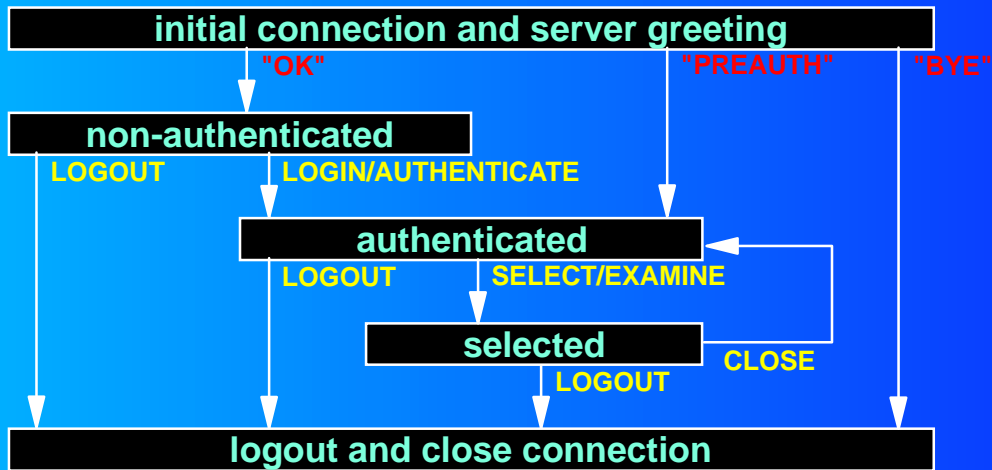 initial connection and server greeting
"OK" "PREAUTH" "BYE"
non-authenticated
LOGOUT LOGIN/AUTHENTICATE
authenticated
LOGOUT SELECT/EXAMINE
selected
CLOSE
LOGOUT
logout and close connection